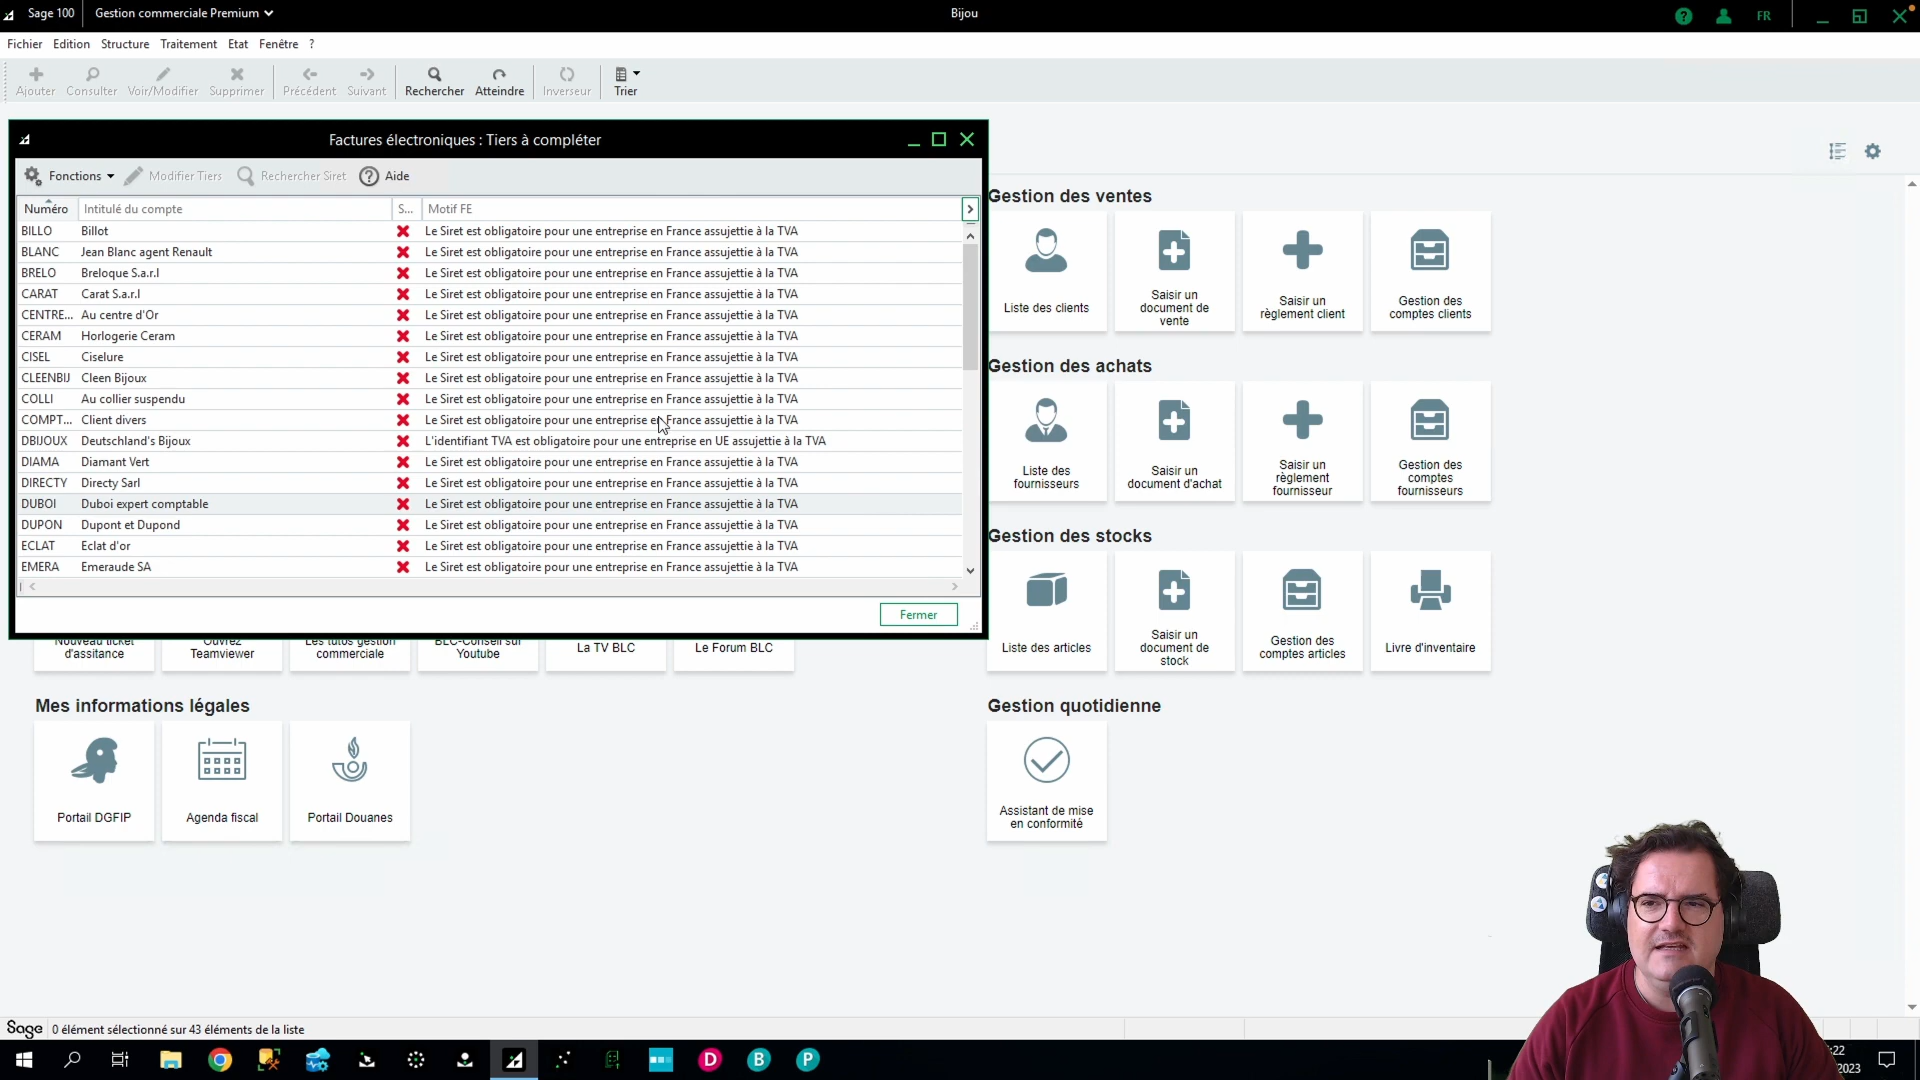 Sage 100
Gestion commerciale Premium
Bijou
FR
Fichier Edition Structure Traitement Etat Fenêtre ?
Ajouter Consulter Voir/Modifier Supprimer Précédent Suivant Rechercher Atteindre Inverseur Trier
Factures électroniques : Tiers à compléter
Fonctions Modifier Tiers Rechercher Siret Aide
Numéro Intitulé du compte S... Motif FE
BILLO Billot Le Siret est obligatoire pour une entreprise en France assujettie à la TVA
BLANC Jean Blanc agent Renault Le Siret est obligatoire pour une entreprise en France assujettie à la TVA
BRELO Breloque S.a.r.l Le Siret est obligatoire pour une entreprise en France assujettie à la TVA
CARAT Carat S.a.r.l Le Siret est obligatoire pour une entreprise en France assujettie à la TVA
CENTRE... Au centre d'Or Le Siret est obligatoire pour une entreprise en France assujettie à la TVA
CERAM Horlogerie Ceram Le Siret est obligatoire pour une entreprise en France assujettie à la TVA
CISEL Ciselure Le Siret est obligatoire pour une entreprise en France assujettie à la TVA
CLEENBIJ Cleen Bijoux Le Siret est obligatoire pour une entreprise en France assujettie à la TVA
COLLI Au collier suspendu Le Siret est obligatoire pour une entreprise en France assujettie à la TVA
COMPT... Client divers Le Siret est obligatoire pour une entreprise en France assujettie à la TVA
DBIJOUX Deutschland's Bijoux L'identifiant TVA est obligatoire pour une entreprise en UE assujettie à la TVA
DIAMA Diamant Vert Le Siret est obligatoire pour une entreprise en France assujettie à la TVA
DIRECTY Directy Sarl Le Siret est obligatoire pour une entreprise en France assujettie à la TVA
DUBOI Duboi expert comptable Le Siret est obligatoire pour une entreprise en France assujettie à la TVA
DUPON Dupont et Dupond Le Siret est obligatoire pour une entreprise en France assujettie à la TVA
ECLAT Eclat d'or Le Siret est obligatoire pour une entreprise en France assujettie à la TVA
EMERA Emeraude SA Le Siret est obligatoire pour une entreprise en France assujettie à la TVA
Fermer
Nouveau ticket
d'assitance
Ouvrez
Teamviewer
Les tutos gestion
commerciale
BLC-Conseil sur
Youtube
La TV BLC
Le Forum BLC
Mes informations légales
Portail DGFIP
Agenda fiscal
Portail Douanes
Gestion des ventes
Liste des clients
Saisir un
document de
vente
Saisir un
règlement client
Gestion des
comptes clients
Gestion des achats
Liste des
fournisseurs
Saisir un
document d'achat
Saisir un
règlement
fournisseur
Gestion des
comptes
fournisseurs
Gestion des stocks
Liste des articles
Saisir un
document de
stock
Gestion des
comptes articles
Livre d'inventaire
Gestion quotidienne
Assistant de mise
en conformité
Sage 0 élément sélectionné sur 43 éléments de la liste
D
B
P
:22
2023